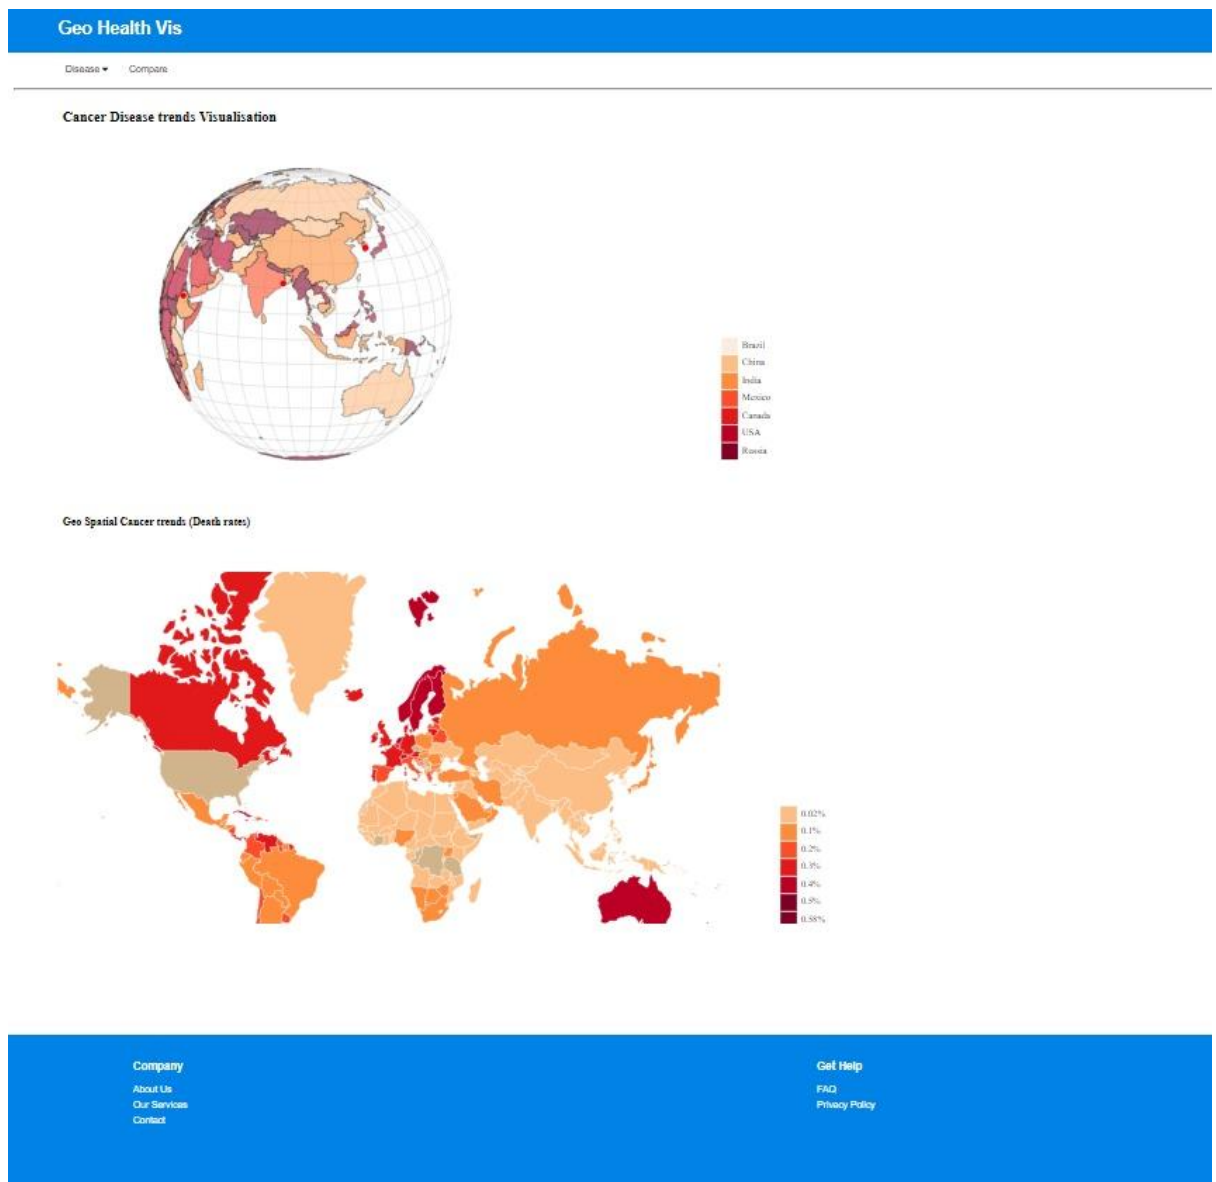 Geo Health Vis
Disease Compare
Cancer Disease trends Visualisation
Brazil
China
India
Mexico
Canada
USA
Russia
Geo Spatial Cancer trends (Death rates)
0.02%
0.1%
0.2%
0.3%
0.4%
0.5%
0.58%
Company
About Us
Our Services
Contact
Get Help
FAQ
Privacy Policy